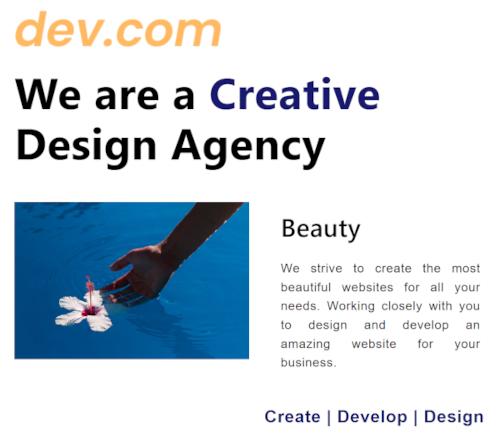 dev.com
We are a Creative
Design Agency
Beauty
We strive to create the most
beautiful websites for all your
needs. Working closely with you
to design and develop an
amazing website for your
business.
Create | Develop | Design